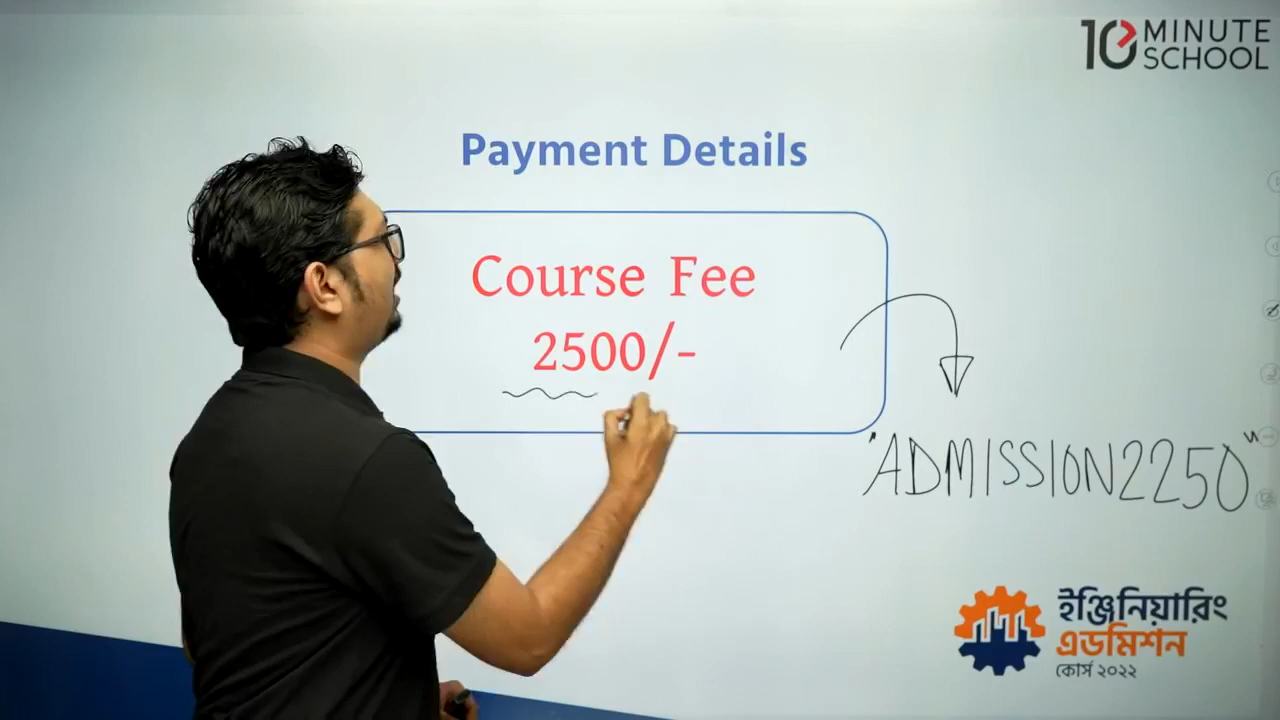 10 MINUTE
SCHOOL
Payment Details
Course Fee
2500/-
"ADMISSION2250"
ইঞ্জিনিয়ারিং
এডমিশন
কোর্স ২০২২